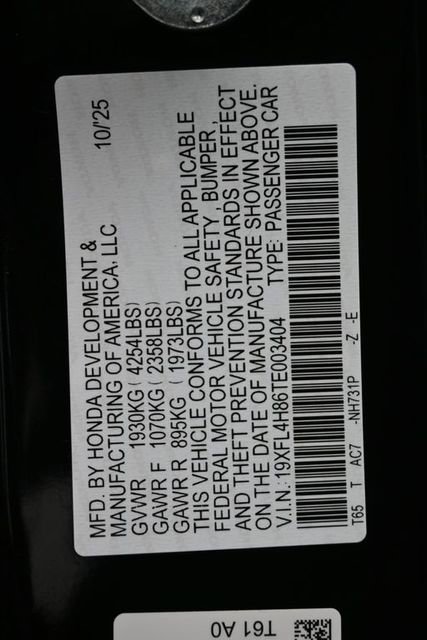 MFD. BY HONDA DEVELOPMENT &
MANUFACTURING OF AMERICA, LLC 10/'25
GVWR 1930KG ( 4254LBS)
GAWR F 1070KG ( 2358LBS)
GAWR R 895KG ( 1973LBS)
THIS VEHICLE CONFORMS TO ALL APPLICABLE
FEDERAL MOTOR VEHICLE SAFETY , BUMPER ,
AND THEFT PREVENTION STANDARDS IN EFFECT
ON THE DATE OF MANUFACTURE SHOWN ABOVE.
V.I.N.: 19XFL4H86TE003404 TYPE: PASSENGER CAR
T65 T AC7 -NH731P -Z -E
T61 A0